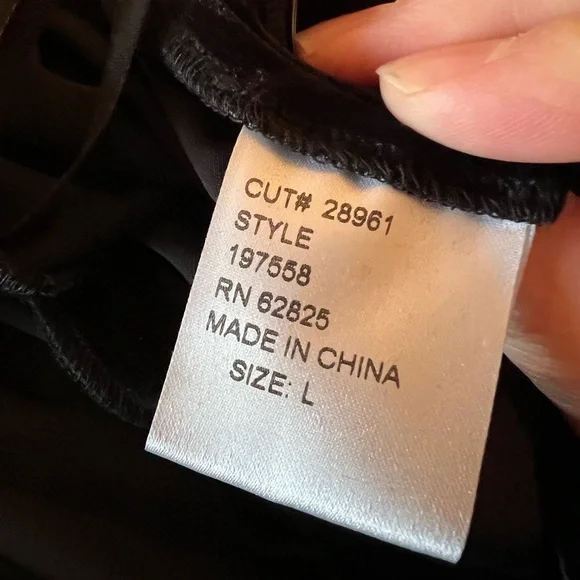 CUT# 28961
STYLE
197558
RN 62825
MADE IN CHINA
SIZE: L